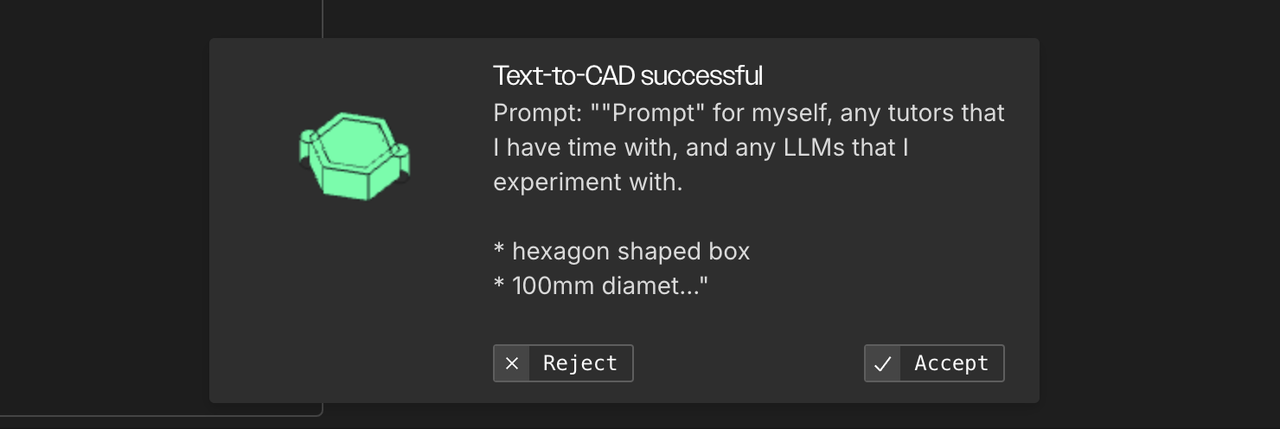 Text-to-CAD successful
Prompt: ""Prompt" for myself, any tutors that
I have time with, and any LLMs that I
experiment with.
* hexagon shaped box
* 100mm diamet..."
Reject
Accept